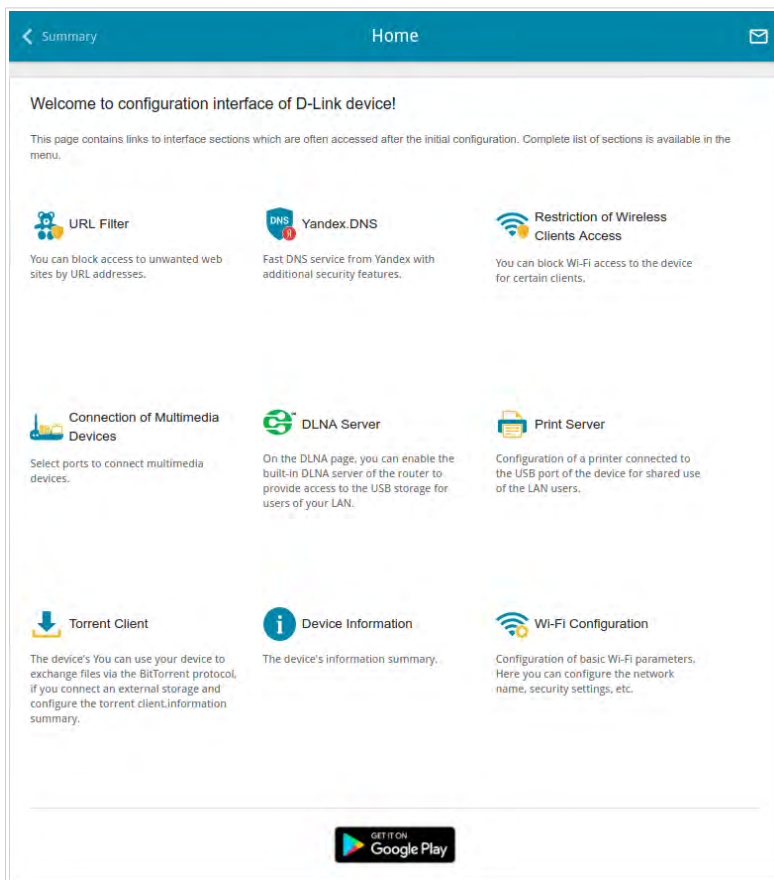 Summary
Home
Welcome to configuration interface of D-Link device!
This page contains links to interface sections which are often accessed after the initial configuration. Complete list of sections is available in the
menu.
URL Filter
You can block access to unwanted web
sites by URL addresses.
DNS
Я
Yandex.DNS
Fast DNS service from Yandex with
additional security features.
Restriction of Wireless
Clients Access
You can block Wi-Fi access to the device
for certain clients.
Connection of Multimedia
Devices
Select ports to connect multimedia
devices.
DLNA Server
On the DLNA page, you can enable the
built-in DLNA server of the router to
provide access to the USB storage for
users of your LAN.
Print Server
Configuration of a printer connected to
the USB port of the device for shared use
of the LAN users.
Torrent Client
The device's You can use your device to
exchange files via the BitTorrent protocol,
if you connect an external storage and
configure the torrent client.information
summary.
i
Device Information
The device's information summary.
Wi-Fi Configuration
Configuration of basic Wi-Fi parameters.
Here you can configure the network
name, security settings, etc.
GET IT ON
Google Play